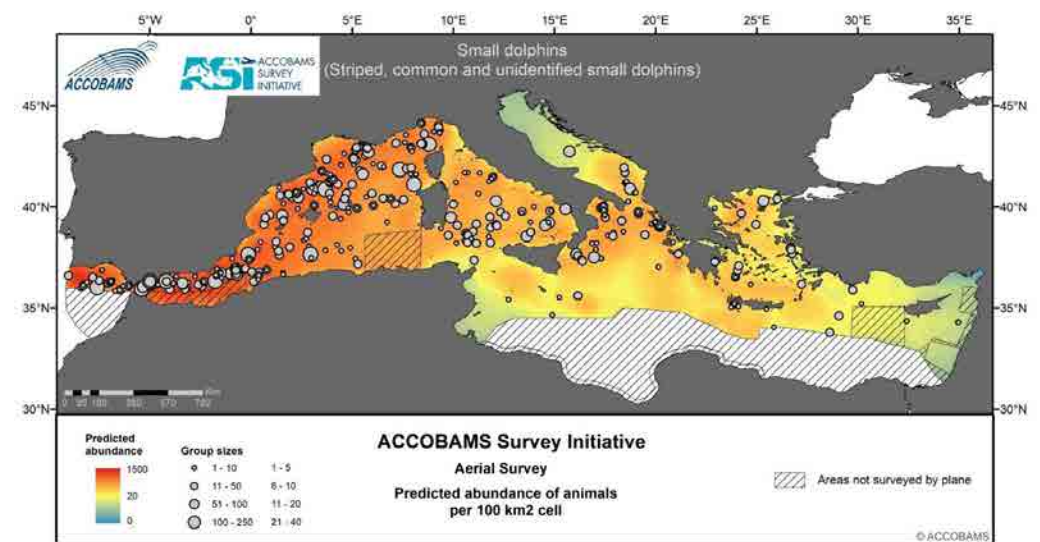 5°W 0° 5°E 10°E 15°E 20°E 25°E 30°E 35°E
ACCOBAMS
ASI ACCOBAMS
SURVEY
INITIATIVE
Small dolphins
(Striped, common and unidentified small dolphins)
45°N 45°N
40°N 40°N
35°N 35°N
30°N 30°N
Predicted
abundance
1500
20
0
Group sizes
1 - 10 1 - 5
11 - 50 6 - 10
51 - 100 11 - 20
100 - 250 21 - 40
ACCOBAMS Survey Initiative
Aerial Survey
Predicted abundance of animals
per 100 km2 cell
Areas not surveyed by plane
© ACCOBAMS